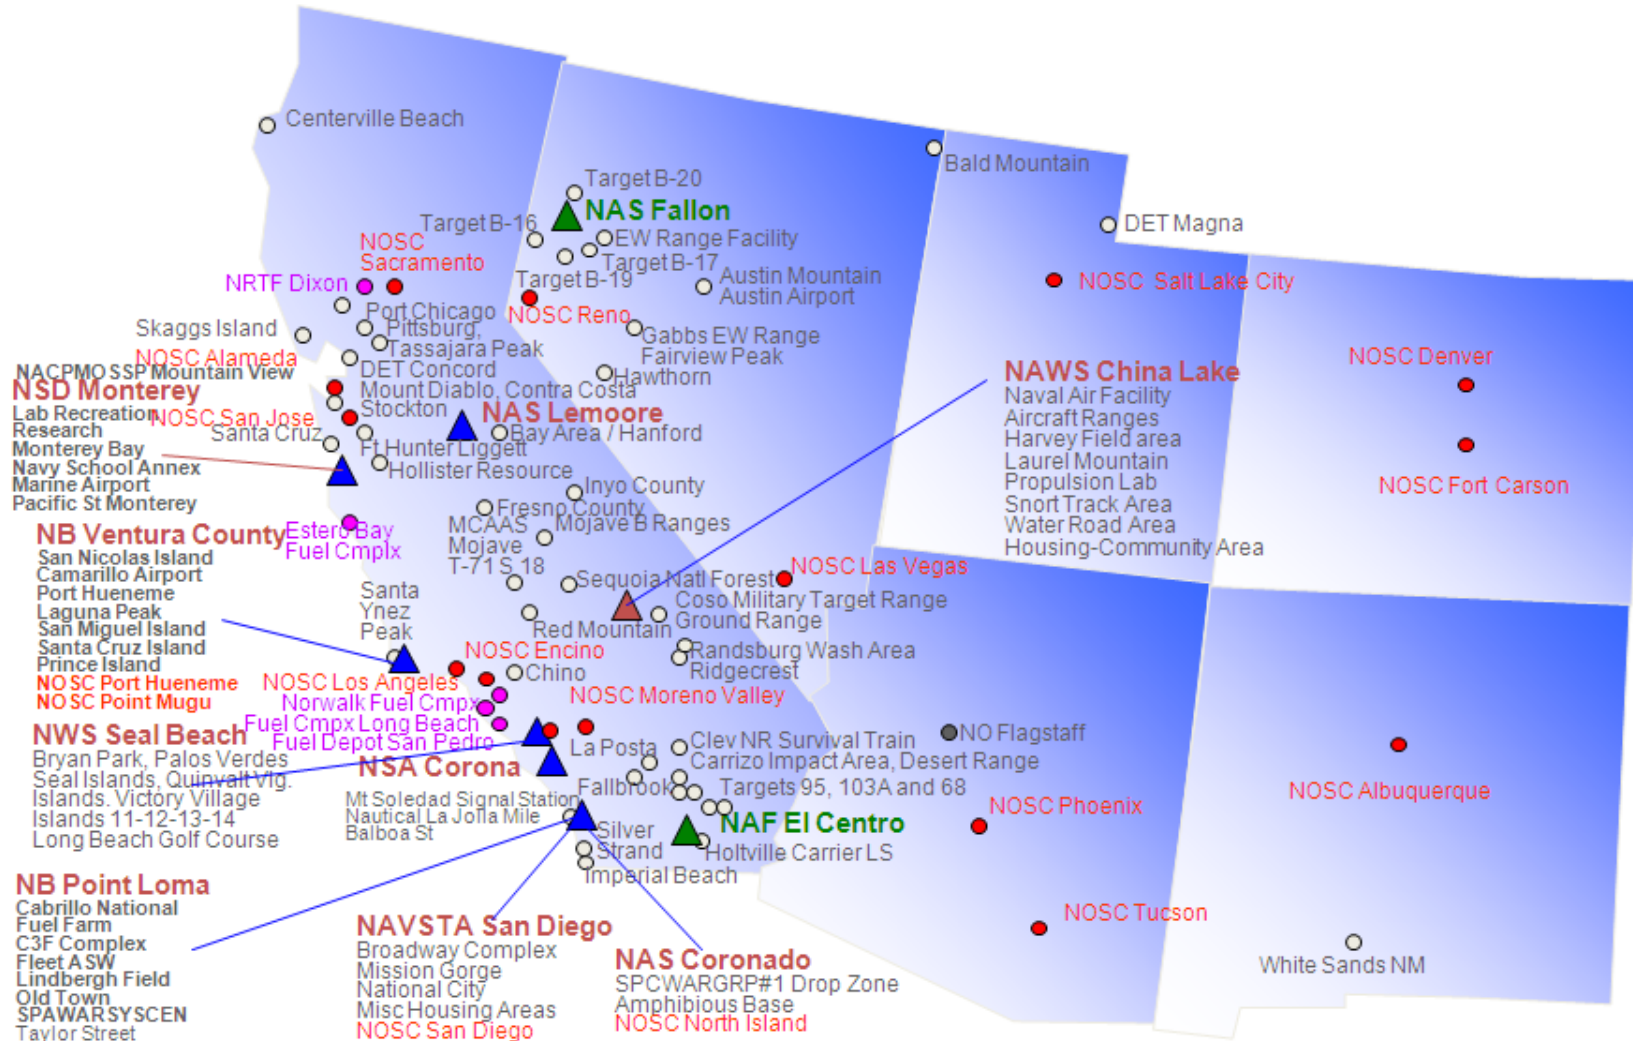 Centerville Beach
Bald Mountain
Target B-20
NAS Fallon
Target B-16
EW Range Facility
Target B-17
Target B-19
DET Magna
NOSC
Sacramento
NRTF Dixon
Austin Mountain
Austin Airport
NOSC Salt Lake City
NOSC Reno
Port Chicago
Skaggs Island
Pittsburg,
Tassajara Peak
Gabbs EW Range
Fairview Peak
Hawthorn
NOSC Alameda
NACPMO SSP Mountain View
DET Concord
Mount Diablo, Contra Costa
NOSC Denver
NSD Monterey
Lab Recreation
Research
Monterey Bay
Navy School Annex
Marine Airport
Pacific St Monterey
NOSC San Jose
Stockton
NAS Lemoore
Bay Area / Hanford
Santa Cruz
Ft Hunter Liggett
Hollister Resource
NAWS China Lake
Naval Air Facility
Aircraft Ranges
Harvey Field area
Laurel Mountain
Propulsion Lab
Snort Track Area
Water Road Area
Housing-Community Area
NOSC Fort Carson
Inyo County
Fresno County
MCAAS
Mojave
T-71 S 18
Mojave B Ranges
Estero Bay
Fuel Cmplx
NB Ventura County
San Nicolas Island
Camarillo Airport
Port Hueneme
Laguna Peak
San Miguel Island
Santa Cruz Island
Prince Island
NOSC Port Hueneme
NOSC Point Mugu
Santa
Ynez
Peak
Sequoia Natl Forest
NOSC Las Vegas
Coso Military Target Range
Ground Range
Red Mountain
Randsburg Wash Area
Ridgecrest
NOSC Encino
Chino
NOSC Los Angeles
NOSC Moreno Valley
Norwalk Fuel Cmpx
Fuel Cmpx Long Beach
Fuel Depot San Pedro
NWS Seal Beach
Bryan Park, Palos Verdes
Seal Islands, Quinvalt Vlg.
Islands. Victory Village
Islands 11-12-13-14
Long Beach Golf Course
NSA Corona
La Posta
Clev NR Survival Train
Carrizo Impact Area, Desert Range
Fallbrook
Targets 95, 103A and 68
NO Flagstaff
NOSC Phoenix
NOSC Albuquerque
Mt Soledad Signal Station
Nautical La Jolla Mile
Balboa St
Silver
Strand
Imperial Beach
NAF El Centro
Holtville Carrier LS
NB Point Loma
Cabrillo National
Fuel Farm
C3F Complex
Fleet ASW
Lindbergh Field
Old Town
SPAWARSYSCEN
Taylor Street
NAVSTA San Diego
Broadway Complex
Mission Gorge
National City
Misc Housing Areas
NOSC San Diego
NAS Coronado
SPCWARGRP#1 Drop Zone
Amphibious Base
NOSC North Island
NOSC Tucson
White Sands NM